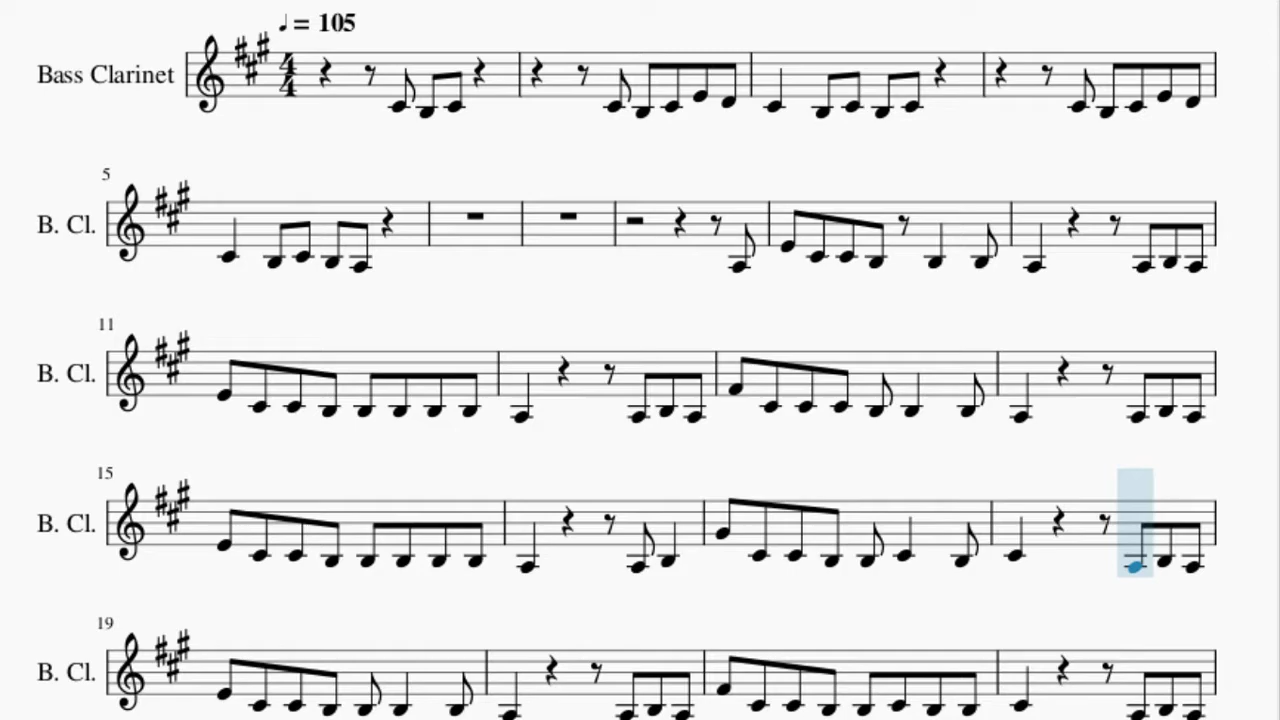 ♩ = 105
Bass Clarinet
4
4
5
B. Cl.
11
B. Cl.
15
B. Cl.
19
B. Cl.